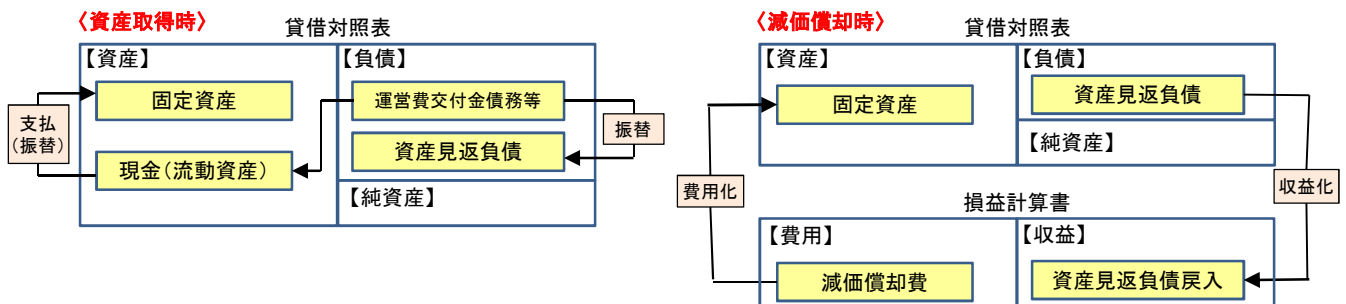 〈資産取得時〉
貸借対照表
【資産】
【負債】
固定資産
運営費交付金債務等
支払
(振替)
振替
資産見返負債
現金(流動資産)
【純資産】
〈減価償却時〉
貸借対照表
【資産】
【負債】
資産見返負債
固定資産
【純資産】
費用化
収益化
損益計算書
【費用】
【収益】
減価償却費
資産見返負債戻入